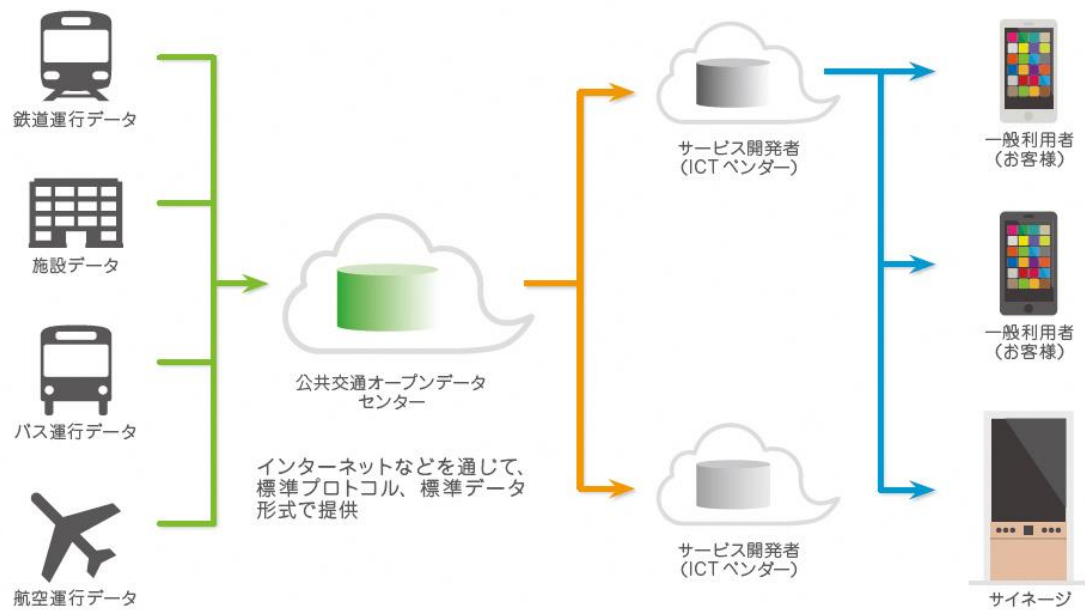 鉄道運行データ
施設データ
バス運行データ
航空運行データ
公共交通オープンデータ
センター
インターネットなどを通じて、
標準プロトコル、標準データ
形式で提供
サービス開発者
（ICTベンダー）
サービス開発者
（ICTベンダー）
一般利用者
（お客様）
一般利用者
（お客様）
サイネージ